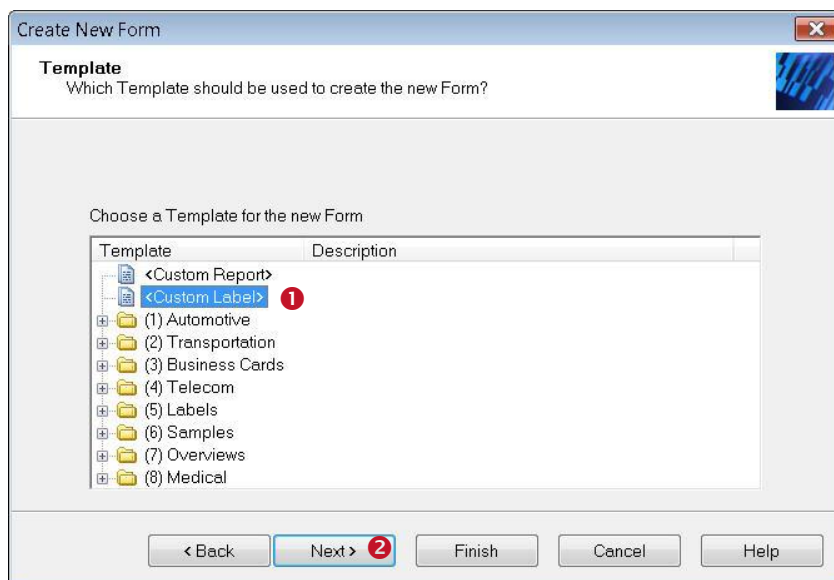 Create New Form
Template
Which Template should be used to create the new Form?
Choose a Template for the new Form
Template Description
<Custom Report>
<Custom Label> 1
(1) Automotive
(2) Transportation
(3) Business Cards
(4) Telecom
(5) Labels
(6) Samples
(7) Overviews
(8) Medical
< Back Next > 2 Finish Cancel Help